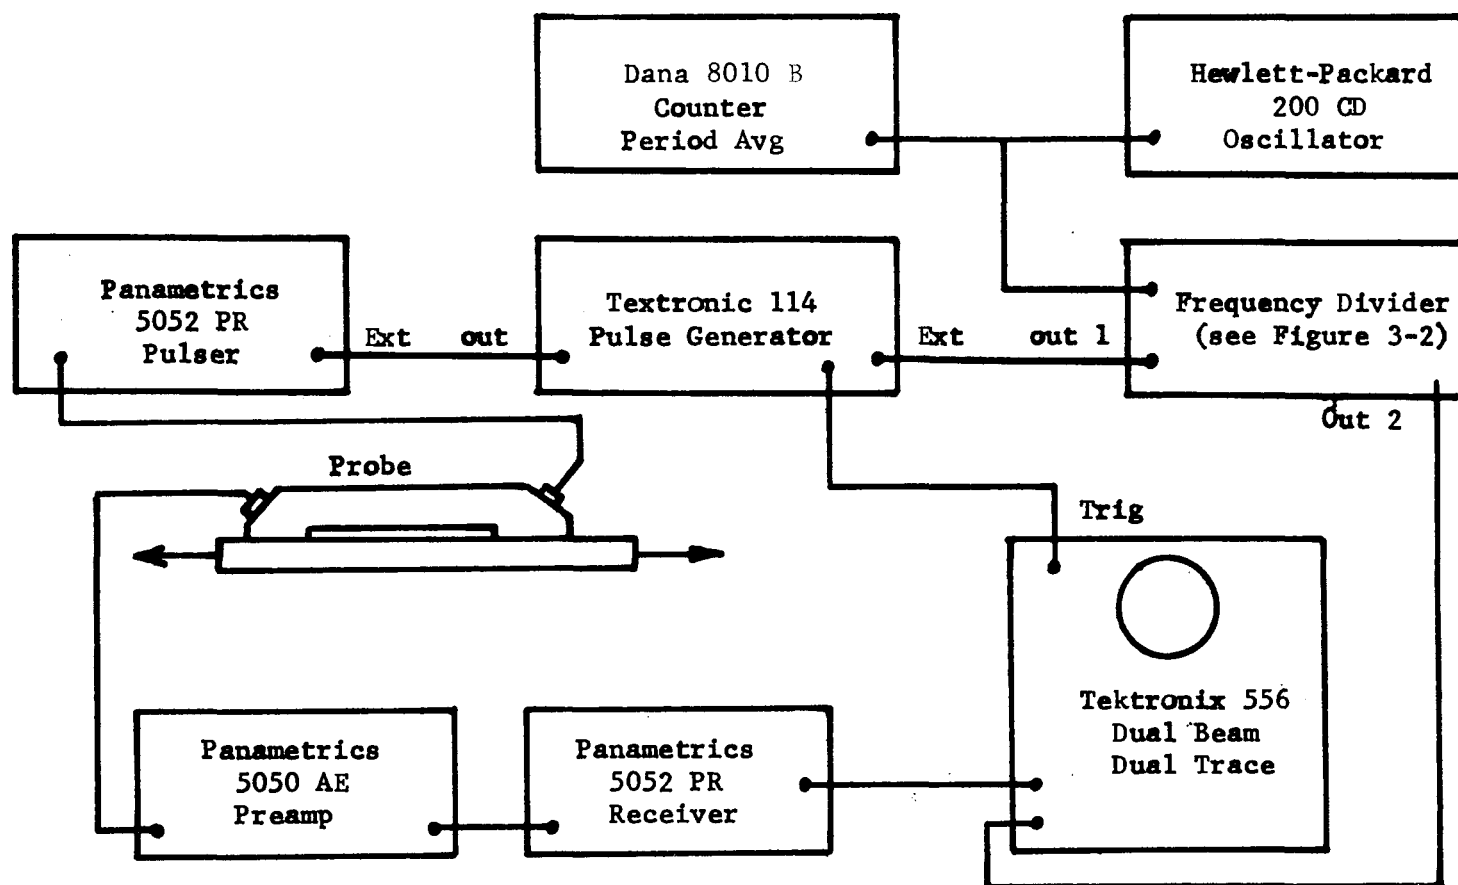 Dana 8010 B
Counter
Period Avg
Hewlett-Packard
200 CD
Oscillator
Panametrics
5052 PR
Pulser
Ext out
Textronic 114
Pulse Generator
Ext out 1
Frequency Divider
(see Figure 3-2)
Out 2
Probe
Trig
Tektronix 556
Dual Beam
Dual Trace
Panametrics
5050 AE
Preamp
Panametrics
5052 PR
Receiver